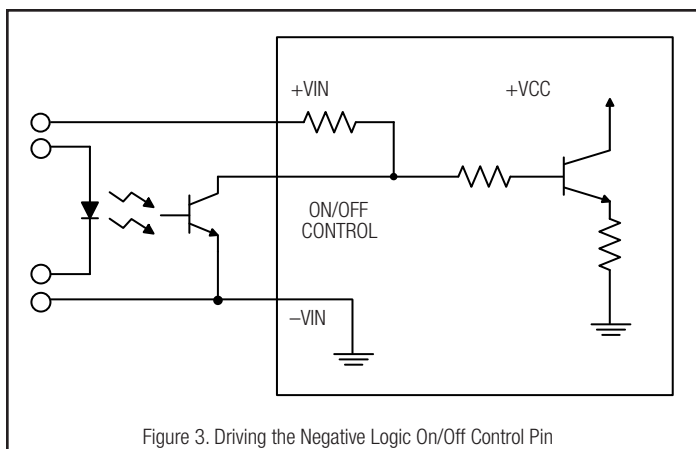 +VIN
+VCC
ON/OFF
CONTROL
–VIN
Figure 3. Driving the Negative Logic On/Off Control Pin